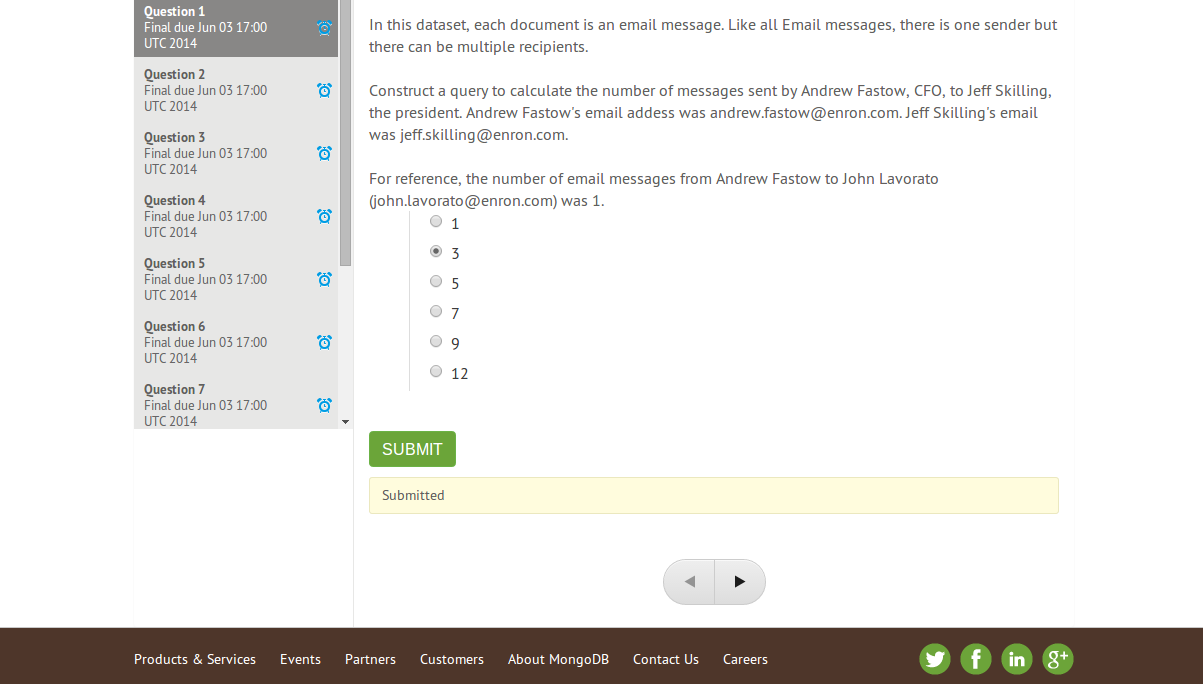 Question 1
Final due Jun 03 17:00
UTC 2014
Question 2
Final due Jun 03 17:00
UTC 2014
Question 3
Final due Jun 03 17:00
UTC 2014
Question 4
Final due Jun 03 17:00
UTC 2014
Question 5
Final due Jun 03 17:00
UTC 2014
Question 6
Final due Jun 03 17:00
UTC 2014
Question 7
Final due Jun 03 17:00
UTC 2014
In this dataset, each document is an email message. Like all Email messages, there is one sender but
there can be multiple recipients.
Construct a query to calculate the number of messages sent by Andrew Fastow, CFO, to Jeff Skilling,
the president. Andrew Fastow's email addess was andrew.fastow@enron.com. Jeff Skilling's email
was jeff.skilling@enron.com.
For reference, the number of email messages from Andrew Fastow to John Lavorato
(john.lavorato@enron.com) was 1.
1
3
5
7
9
12
SUBMIT
Submitted
Products & Services Events Partners Customers About MongoDB Contact Us Careers